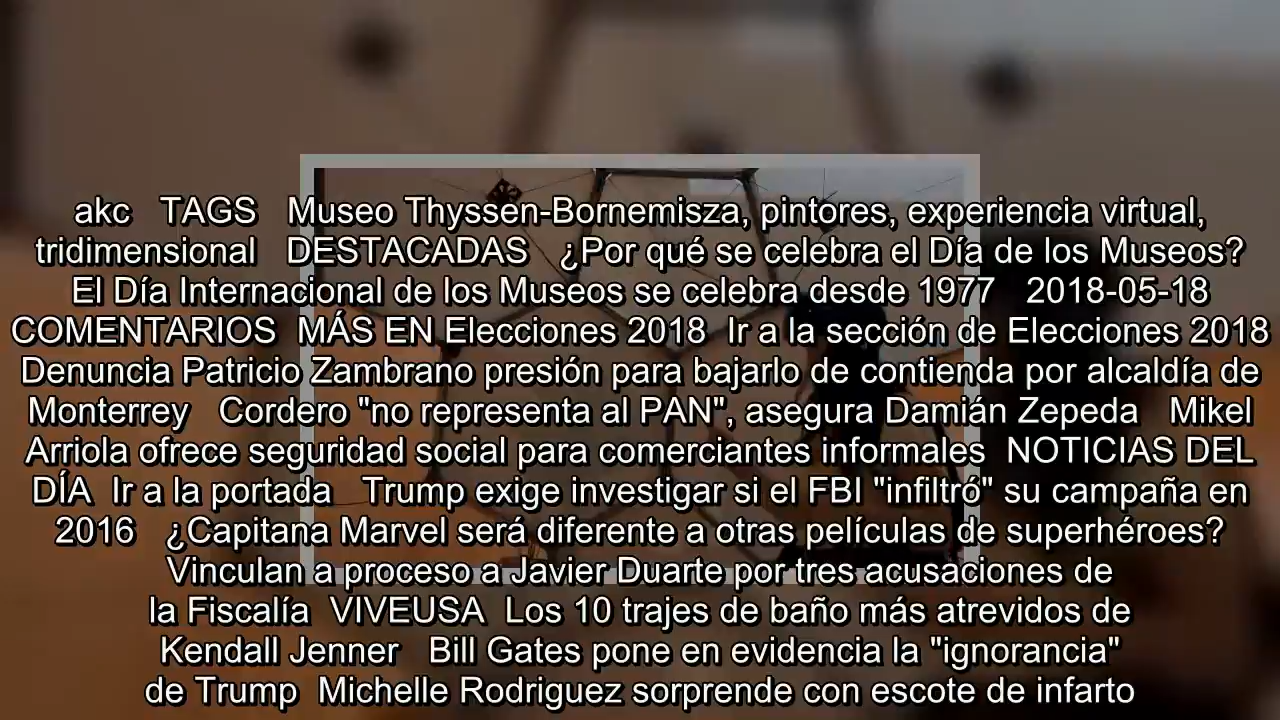 akc TAGS Museo Thyssen-Bornemisza, pintores, experiencia virtual,
tridimensional DESTACADAS ¿Por qué se celebra el Día de los Museos?
El Día Internacional de los Museos se celebra desde 1977 2018-05-18
COMENTARIOS MÁS EN Elecciones 2018 Ir a la sección de Elecciones 2018
Denuncia Patricio Zambrano presión para bajarlo de contienda por alcaldía de
Monterrey Cordero "no representa al PAN", asegura Damián Zepeda Mikel
Arriola ofrece seguridad social para comerciantes informales NOTICIAS DEL
DÍA Ir a la portada Trump exige investigar si el FBI "infiltró" su campaña en
2016 ¿Capitana Marvel será diferente a otras películas de superhéroes?
Vinculan a proceso a Javier Duarte por tres acusaciones de
la Fiscalía VIVEUSA Los 10 trajes de baño más atrevidos de
Kendall Jenner Bill Gates pone en evidencia la "ignorancia"
de Trump Michelle Rodriguez sorprende con escote de infarto